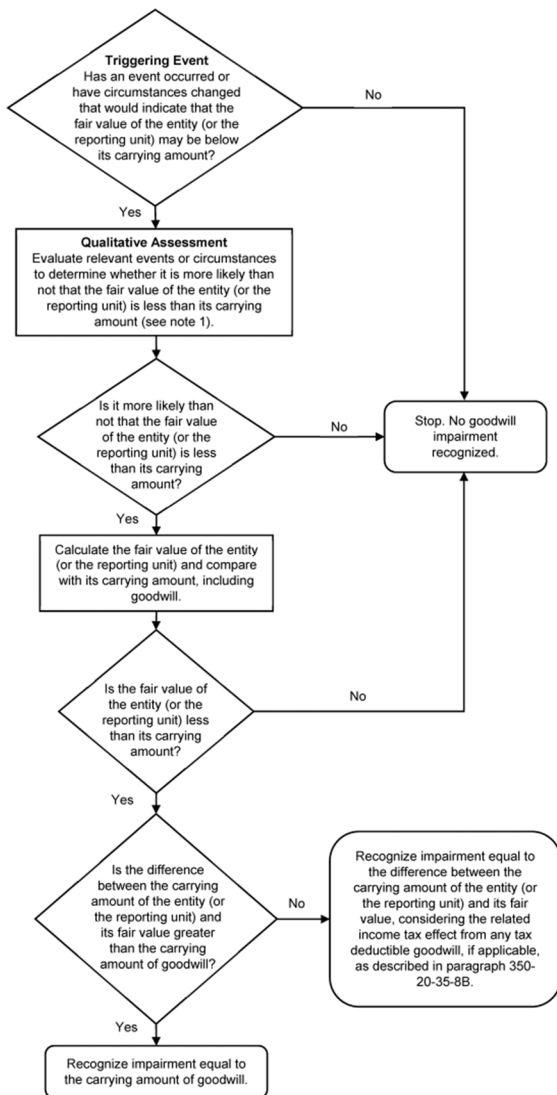 Triggering Event
Has an event occurred or
have circumstances changed
that would indicate that the
fair value of the entity (or the
reporting unit) may be below
its carrying amount?
No
Yes
Qualitative Assessment
Evaluate relevant events or circumstances
to determine whether it is more likely than
not that the fair value of the entity (or the
reporting unit) is less than its carrying
amount (see note 1).
Is it more likely than
not that the fair value
of the entity (or the
reporting unit) is less
than its carrying
amount?
No
Stop. No goodwill
impairment
recognized.
Yes
Calculate the fair value of the entity
(or the reporting unit) and compare
with its carrying amount, including
goodwill.
Is the fair value of
the entity (or the
reporting unit) less
than its carrying
amount?
No
Yes
Is the difference
between the carrying
amount of the entity (or
the reporting unit) and
its fair value greater
than the carrying
amount of goodwill?
No
Recognize impairment equal to
the difference between the
carrying amount of the entity (or
the reporting unit) and its fair
value, considering the related
income tax effect from any tax
deductible goodwill, if applicable,
as described in paragraph 350-
20-35-8B.
Yes
Recognize impairment equal to
the carrying amount of goodwill.